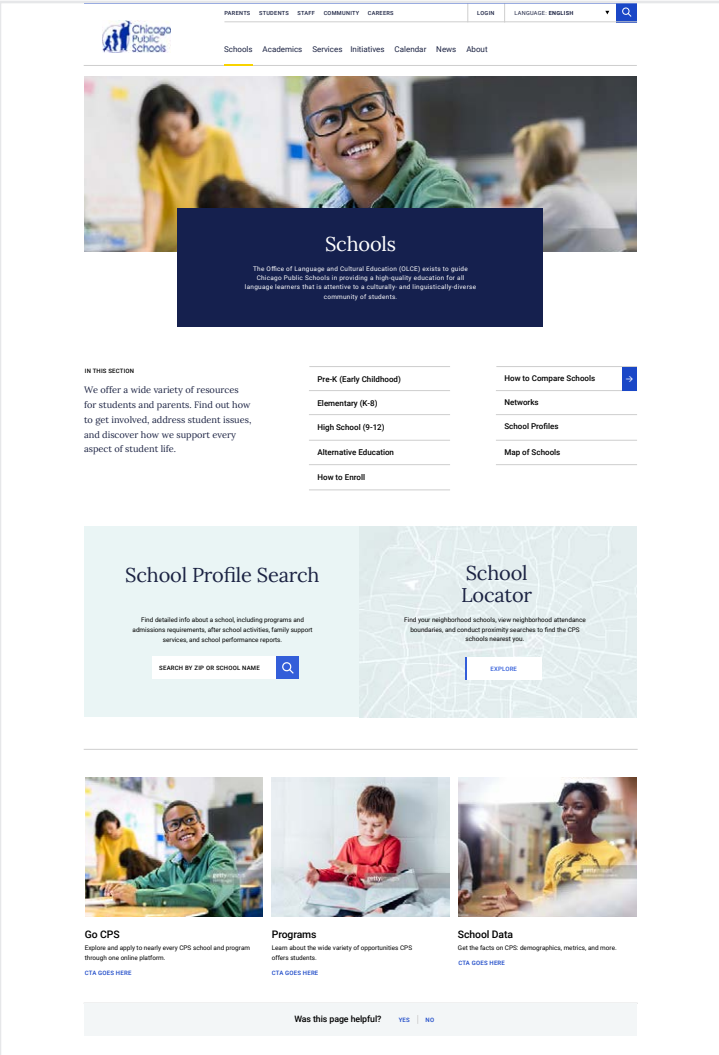 PARENTS STUDENTS STAFF COMMUNITY CAREERS
LOGIN
LANGUAGE: ENGLISH
Chicago
Public
Schools
Schools Academics Services Initiatives Calendar News About
Schools
The Office of Language and Cultural Education (OLCE) exists to guide
Chicago Public Schools in providing a high-quality education for all
language learners that is attentive to a culturally- and linguistically-diverse
community of students.
IN THIS SECTION
We offer a wide variety of resources
for students and parents. Find out how
to get involved, address student issues,
and discover how we support every
aspect of student life.
Pre-K (Early Childhood)
Elementary (K-8)
High School (9-12)
Alternative Education
How to Enroll
How to Compare Schools
Networks
School Profiles
Map of Schools
School Profile Search
Find detailed info about a school, including programs and
admissions requirements, after school activities, family support
services, and school performance reports.
SEARCH BY ZIP OR SCHOOL NAME
School
Locator
Find your neighborhood schools, view neighborhood attendance
boundaries, and conduct proximity searches to find the CPS
schools nearest you.
EXPLORE
gettyimages
gettyimages
gettyimages
Go CPS
Explore and apply to nearly every CPS school and program
through one online platform.
CTA GOES HERE
Programs
Learn about the wide variety of opportunities CPS
offers students.
CTA GOES HERE
School Data
Get the facts on CPS: demographics, metrics, and more.
CTA GOES HERE
Was this page helpful? YES NO